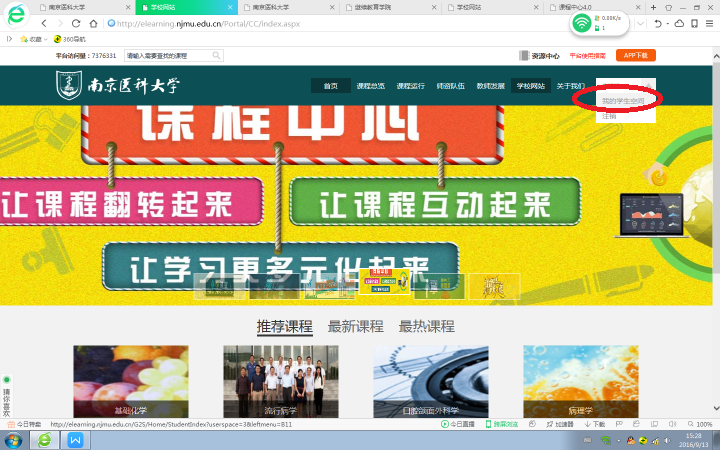 南京医科大学
学校网站
南京医科大学
继续教育学院
学校网站
课程中心4.0
http://elearning.njmu.edu.cn/Portal/CC/index.aspx
0.00K/s
1
收藏
360导航
平台访问量：7376331
请输入需要查找的课程
资源中心
平台使用指南
APP下载
南京医科大学
首页
课程总览
课程运行
师资队伍
教师发展
学校网站
关于我们
我的学生空间
注销
课程中心
让课程翻转起来
让课程互动起来
让学习更多元化起来
推荐课程
最新课程
最热课程
基础化学
流行病学
口腔颌面外科学
病理学
猜你喜欢
今日特卖
http://elearning.njmu.edu.cn/G2S/Home/StudentIndex?userspace=3&leftmenu=B11
今日直播
跨屏浏览
加速器
下载
100%
15:28
2016/9/13